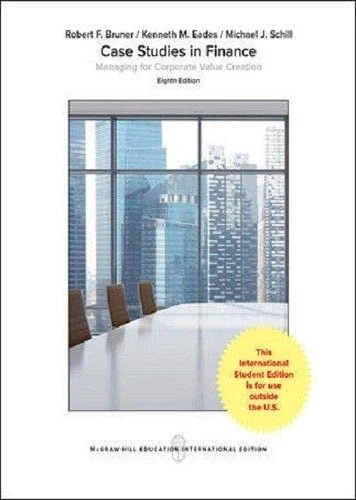 Robert F. Bruner / Kenneth M. Eades / Michael J. Schill
Case Studies in Finance
Managing for Corporate Value Creation
Eighth Edition
This
International
Student Edition
is for use
outside
the U.S.
McGRAW-HILL EDUCATION INTERNATIONAL EDITION